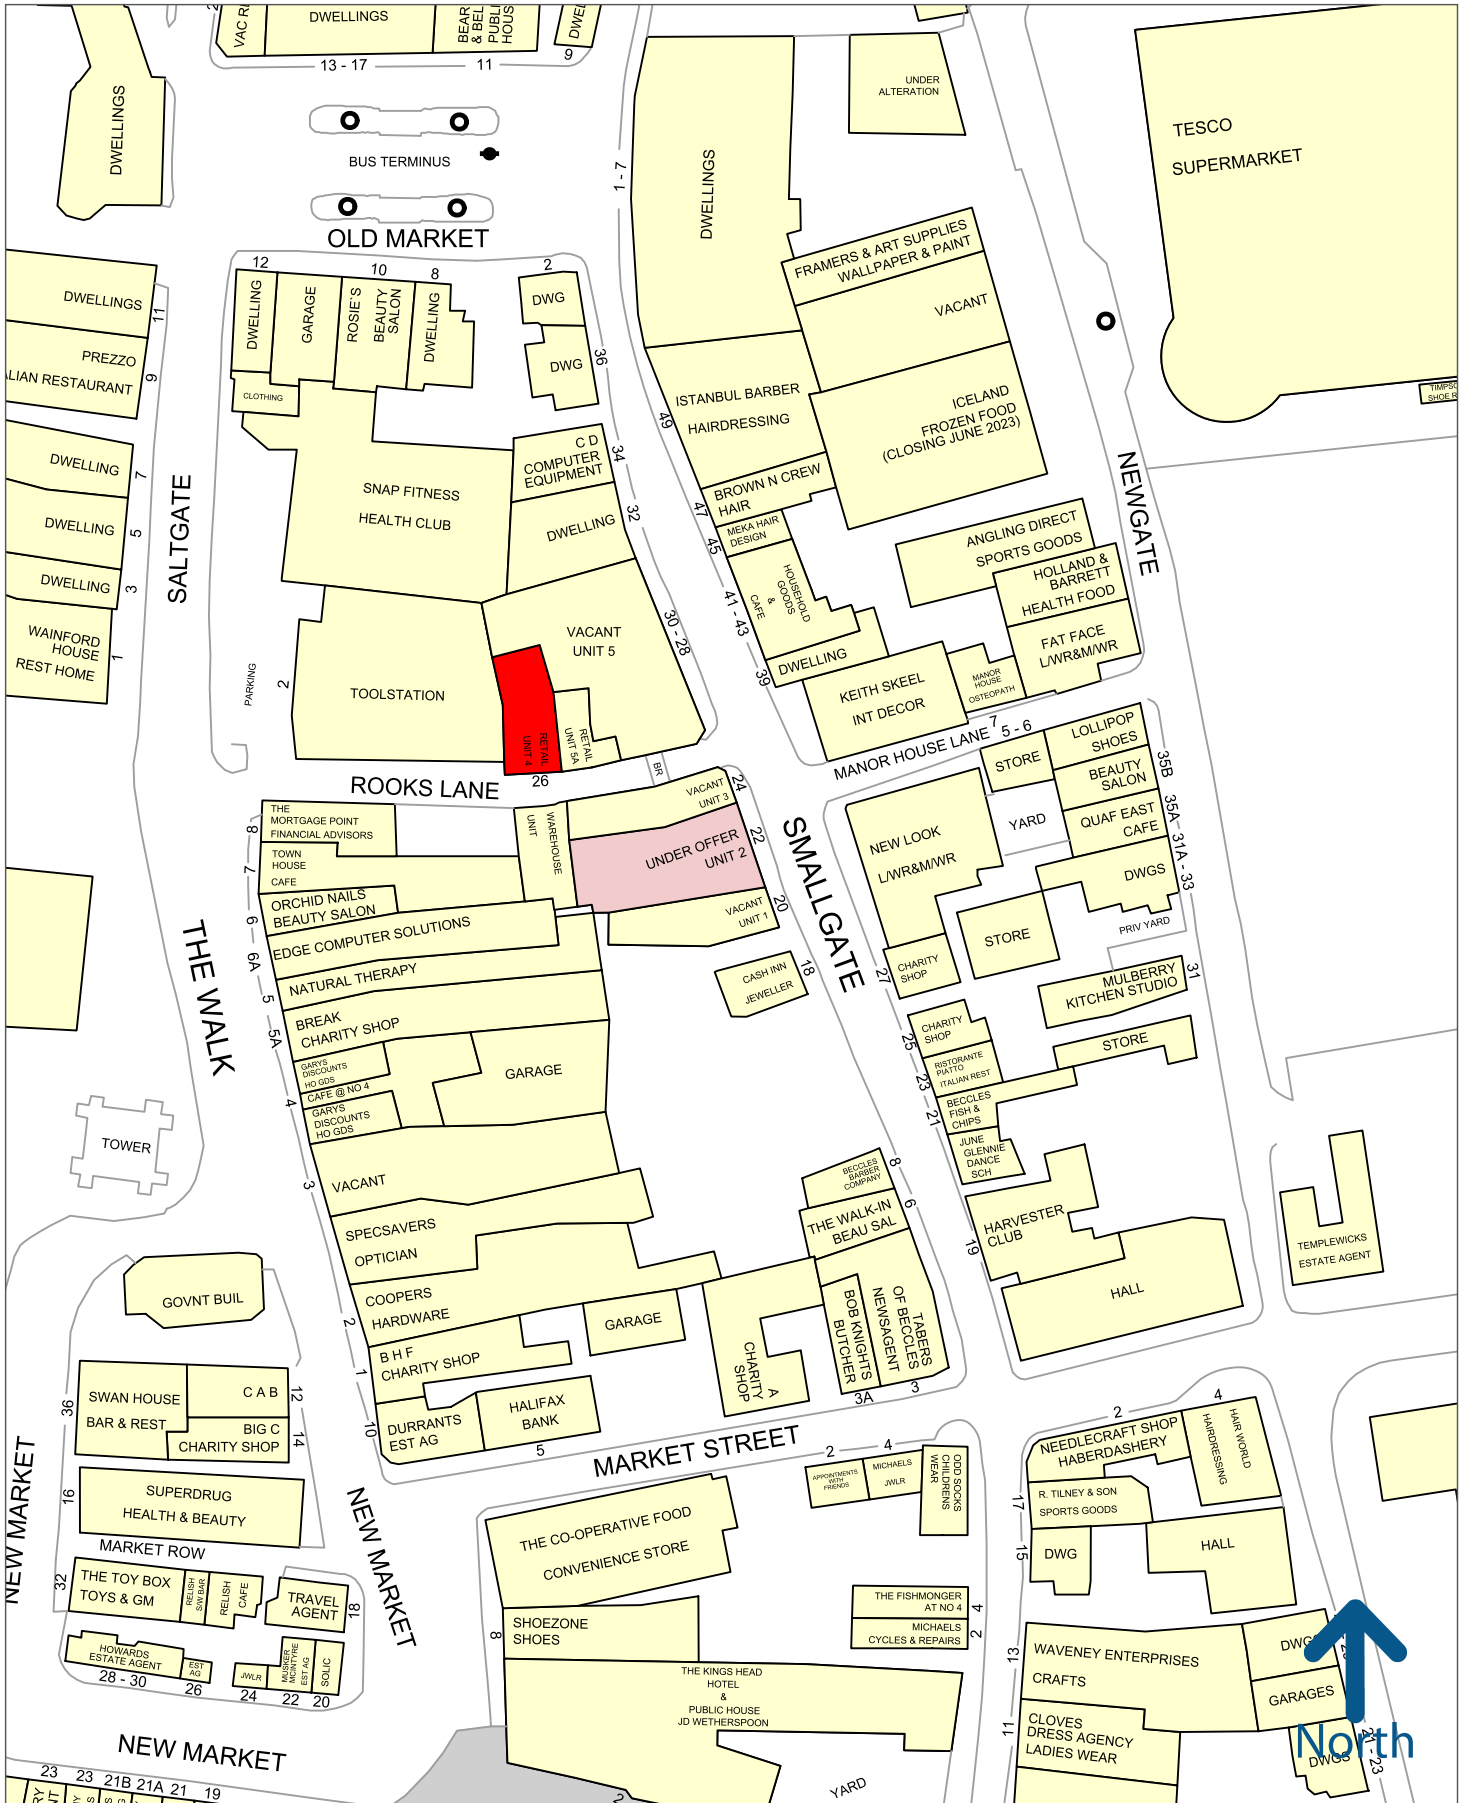 VAC
DWELLINGS
BEAR
& BEL
PUBLI
HOUS
DWEL
13 - 17
11
9
DWELLINGS
BUS TERMINUS
OLD MARKET
1 - 7
DWELLINGS
UNDER
ALTERATION
TESCO
SUPERMARKET
TIMPSO
SHOE R
FRAMERS & ART SUPPLIES
WALLPAPER & PAINT
VACANT
12
10
8
2
DWELLING
GARAGE
ROSIE`S
BEAUTY
SALON
DWELLING
CLOTHING
DWG
DWG
36
DWELLINGS
11
PREZZO
LIAN RESTAURANT
9
DWELLING
7
DWELLING
5
DWELLING
3
WAINFORD
HOUSE
REST HOME
1
SALTGATE
ISTANBUL BARBER
HAIRDRESSING
49
ICELAND
FROZEN FOOD
(CLOSING JUNE 2023)
NEWGATE
C D
COMPUTER
EQUIPMENT
34
SNAP FITNESS
HEALTH CLUB
DWELLING
32
BROWN N CREW
HAIR
47
MEKA HAIR
DESIGN
45
HOUSEHOLD
GOODS
&
CAFE
41 - 43
DWELLING
39
ANGLING DIRECT
SPORTS GOODS
HOLLAND &
BARRETT
HEALTH FOOD
FAT FACE
L/WR&M/WR
MANOR
HOUSE
OSTEOPATH
KEITH SKEEL
INT DECOR
7
5 - 6
MANOR HOUSE LANE
VACANT
UNIT 5
30 - 28
TOOLSTATION
2
PARKING
RETAIL
UNIT 4
RETAIL
UNIT 5A
26
BR
ROOKS LANE
THE
MORTGAGE POINT
FINANCIAL ADVISORS
8
TOWN
HOUSE
CAFE
7
UNIT
WAREHOUSE
VACANT
UNIT 3
24
UNDER OFFER
UNIT 2
22
VACANT
UNIT 1
20
CASH INN
JEWELLER
18
SMALLGATE
STORE
LOLLIPOP
SHOES
35B
BEAUTY
SALON
35A
YARD
QUAF EAST
CAFE
31A - 33
NEW LOOK
L/WR&M/WR
DWGS
PRIV YARD
STORE
CHARITY
SHOP
27
MULBERRY
KITCHEN STUDIO
31
STORE
CHARITY
SHOP
25
RISTORANTE
PIATTO
ITALIAN REST
23
BECCLES
FISH &
CHIPS
21
JUNE
GLENNIE
DANCE
SCH
HARVESTER
CLUB
19
HALL
TEMPLEWICKS
ESTATE AGENT
ORCHID NAILS
BEAUTY SALON
6
EDGE COMPUTER SOLUTIONS
6A
NATURAL THERAPY
5
BREAK
CHARITY SHOP
5A
GARYS
DISCOUNTS
HO GDS
CAFE @ NO 4
4
GARYS
DISCOUNTS
HO GDS
GARAGE
THE WALK
TOWER
VACANT
3
SPECSAVERS
OPTICIAN
COOPERS
HARDWARE
2
B H F
CHARITY SHOP
1
GARAGE
DURRANTS
EST AG
10
HALIFAX
BANK
5
BECCLES
BARBER
COMPANY
8
THE WALK-IN
BEAU SAL
6
A
CHARITY
SHOP
BOB KNIGHTS
BUTCHER
TABERS
OF BECCLES
NEWSAGENT
3A
3
MARKET STREET
GOVNT BUIL
SWAN HOUSE
BAR & REST
36
C A B
12
BIG C
CHARITY SHOP
14
SUPERDRUG
HEALTH & BEAUTY
16
MARKET ROW
NEW MARKET
NEW MARKET
THE TOY BOX
TOYS & GM
32
RELISH
S/W BAR
RELISH
CAFE
TRAVEL
AGENT
18
HOWARDS
ESTATE AGENT
28 - 30
EST
AG
26
JWLR
24
MUSKER
MCINTYRE
EST AG
22
SOLIC
20
NEW MARKET
23
23
21B
21A
21
19
THE CO-OPERATIVE FOOD
CONVENIENCE STORE
2
4
APPOINTMENTS
WITH
FRIENDS
MICHAELS
JWLR
ODD SOCKS
CHILDRENS
WEAR
SHOEZONE
SHOES
8
THE FISHMONGER
AT NO 4
4
MICHAELS
CYCLES & REPAIRS
2
THE KINGS HEAD
HOTEL
&
PUBLIC HOUSE
JD WETHERSPOON
YARD
2
2
4
NEEDLECRAFT SHOP
HABERDASHERY
HAIR WORLD
HAIRDRESSING
R. TILNEY & SON
SPORTS GOODS
17
DWG
15
HALL
WAVENEY ENTERPRISES
CRAFTS
13
DWGS
GARAGES
CLOVES
DRESS AGENCY
LADIES WEAR
11
DWGS
21 - 23
North